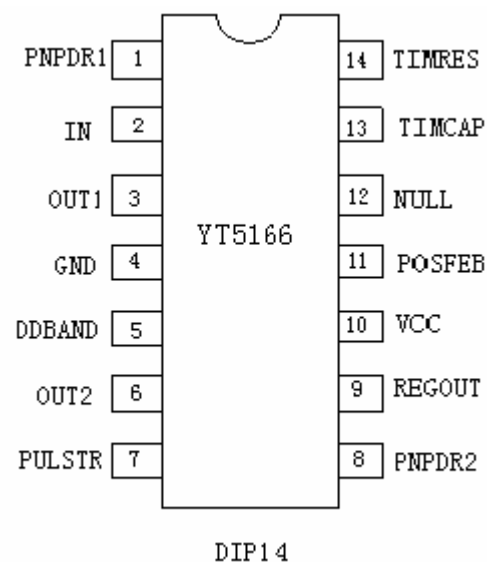 PNPDR1 1 14 TIMRES
IN 2 13 TIMCAP
OUT1 3 12 NULL
YT5166
GND 4 11 POSFEB
DDBAND 5 10 VCC
OUT2 6 9 REGOUT
PULSTR 7 8 PNPDR2
DIP14